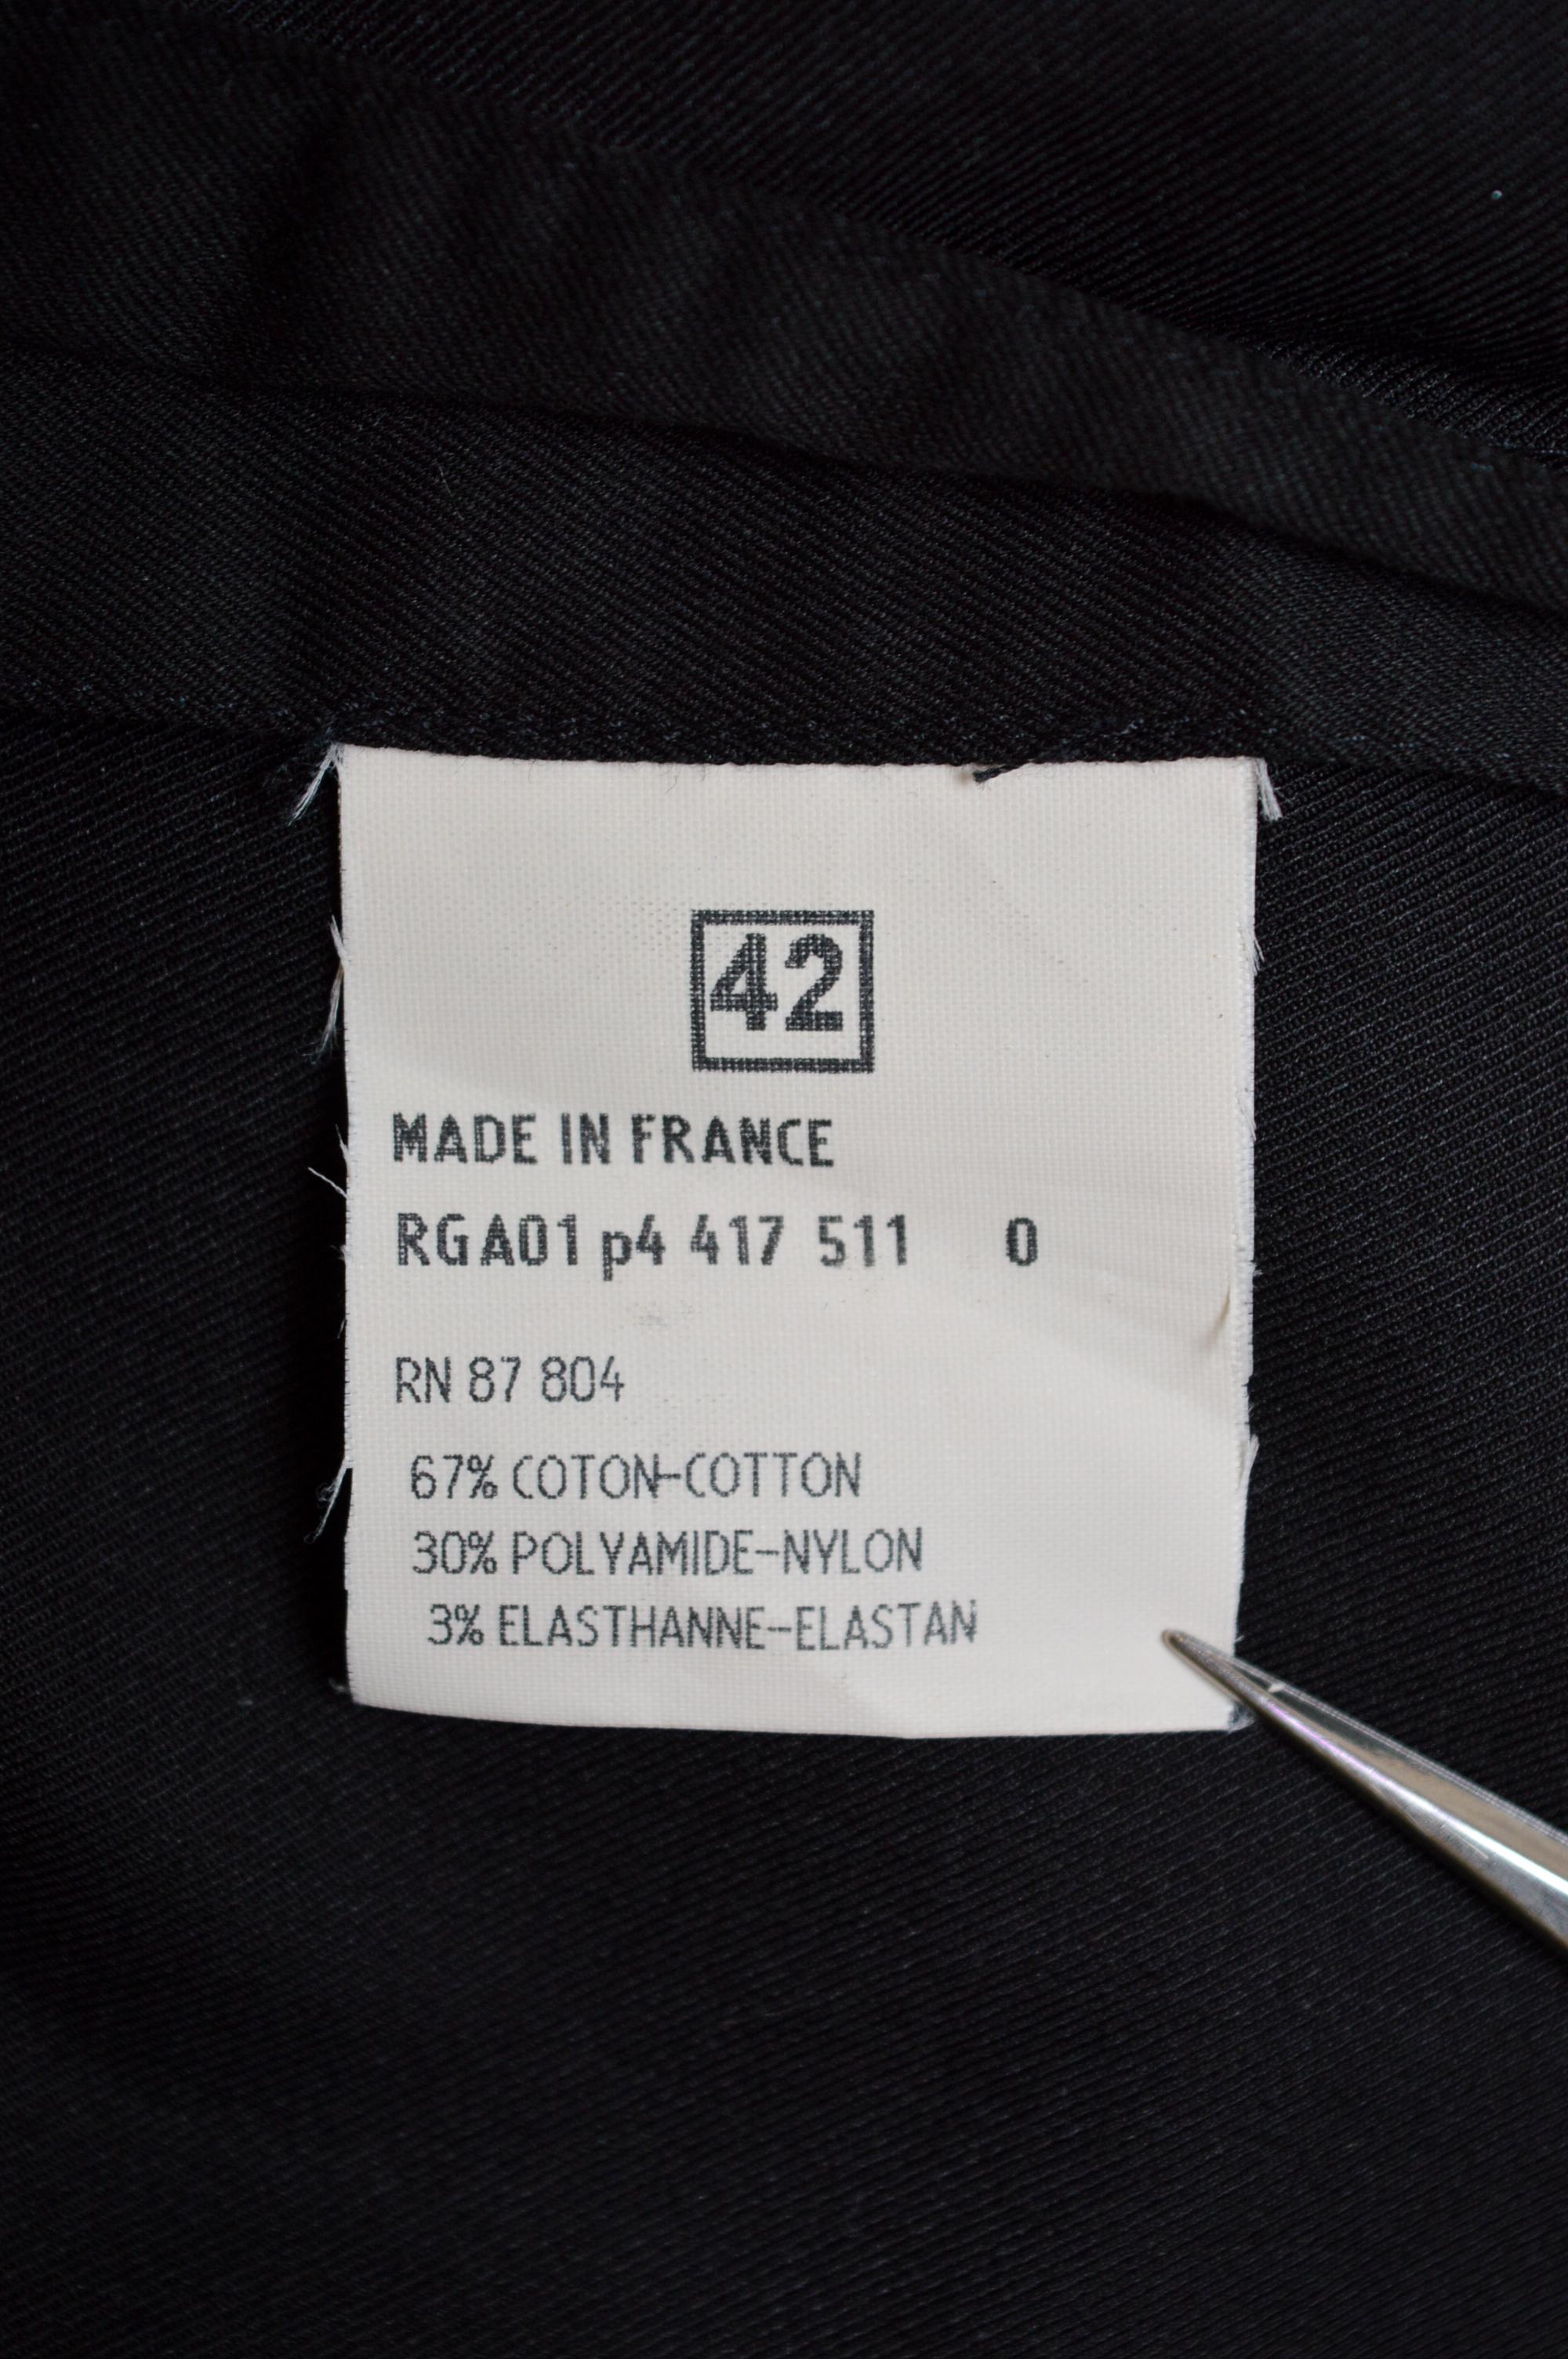 42
MADE IN FRANCE
RGA01 p4 417 511 0
RN 87 804
67% COTON-COTTON
30% POLYAMIDE-NYLON
3% ELASTHANNE-ELASTAN